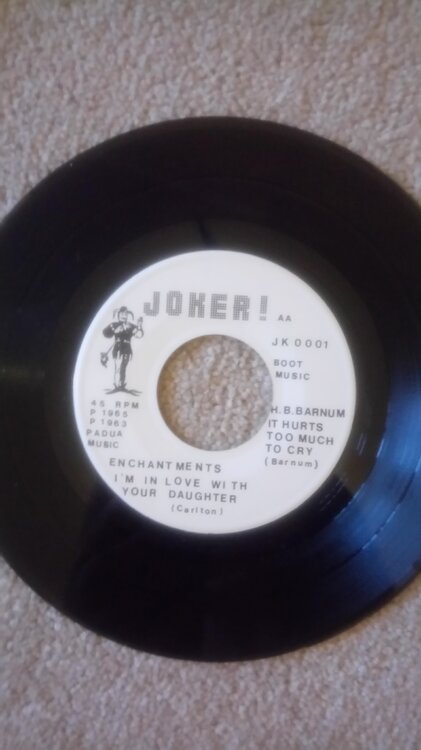 JOKER! AA
JK 0001
BOOT
MUSIC
45 RPM
P 1965
P 1963
PADUA
MUSIC
H.B.BARNUM
IT HURTS
TOO MUCH
TO CRY
(Barnum)
ENCHANTMENTS
I'M IN LOVE WITH
YOUR DAUGHTER
(Carlton)